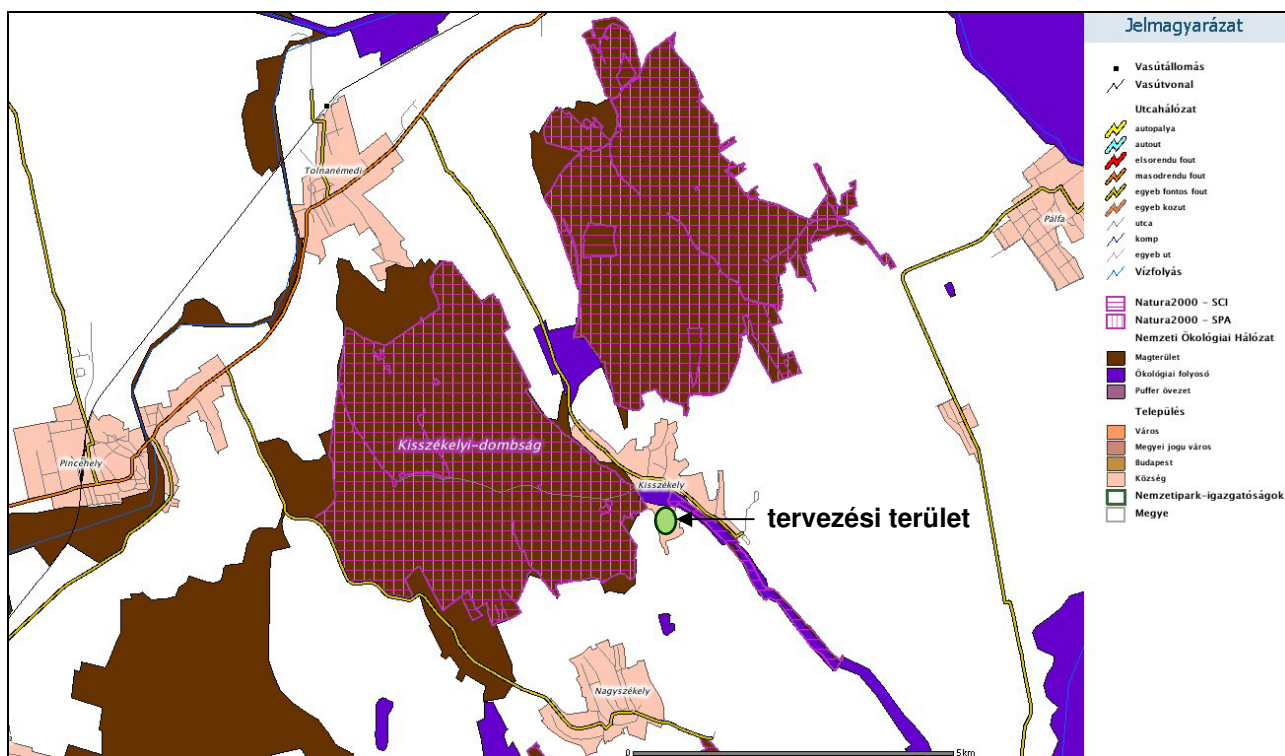 Tolnanémedi
Pálfa
Pincehely
Kisszékelyi-dombság
Kisszékely
tervezési terület
Nagyszékely
0 5km
Jelmagyarázat
Vasútállomás
Vasútvonal
Utcahálózat
autopalya
autout
elsorendu fout
masodrendu fout
egyeb fontos fout
egyeb kozut
utca
komp
egyeb ut
Vízfolyás
Natura2000 - SCI
Natura2000 - SPA
Nemzeti Ökológiai Hálózat
Magterület
Ökológiai folyosó
Puffer övezet
Település
Város
Megyei jogu város
Budapest
Község
Nemzetipark-igazgatóságok
Megye